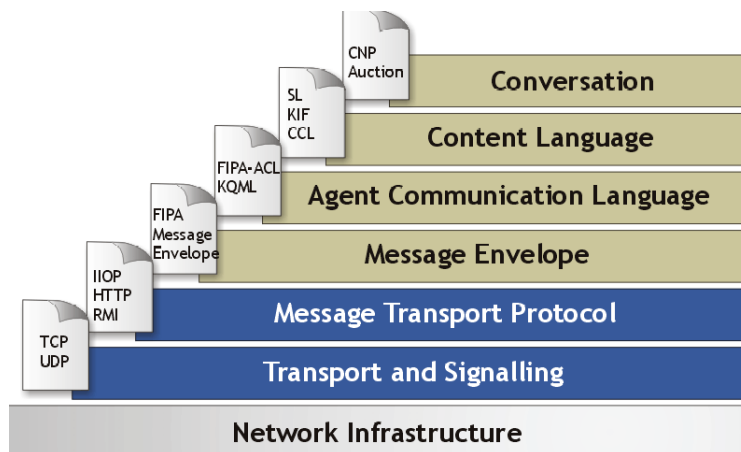 CNP
Auction
Conversation
SL
KIF
CCL
Content Language
FIPA-ACL
KQML
Agent Communication Language
FIPA
Message
Envelope
Message Envelope
IIOP
HTTP
RMI
Message Transport Protocol
TCP
UDP
Transport and Signalling
Network Infrastructure